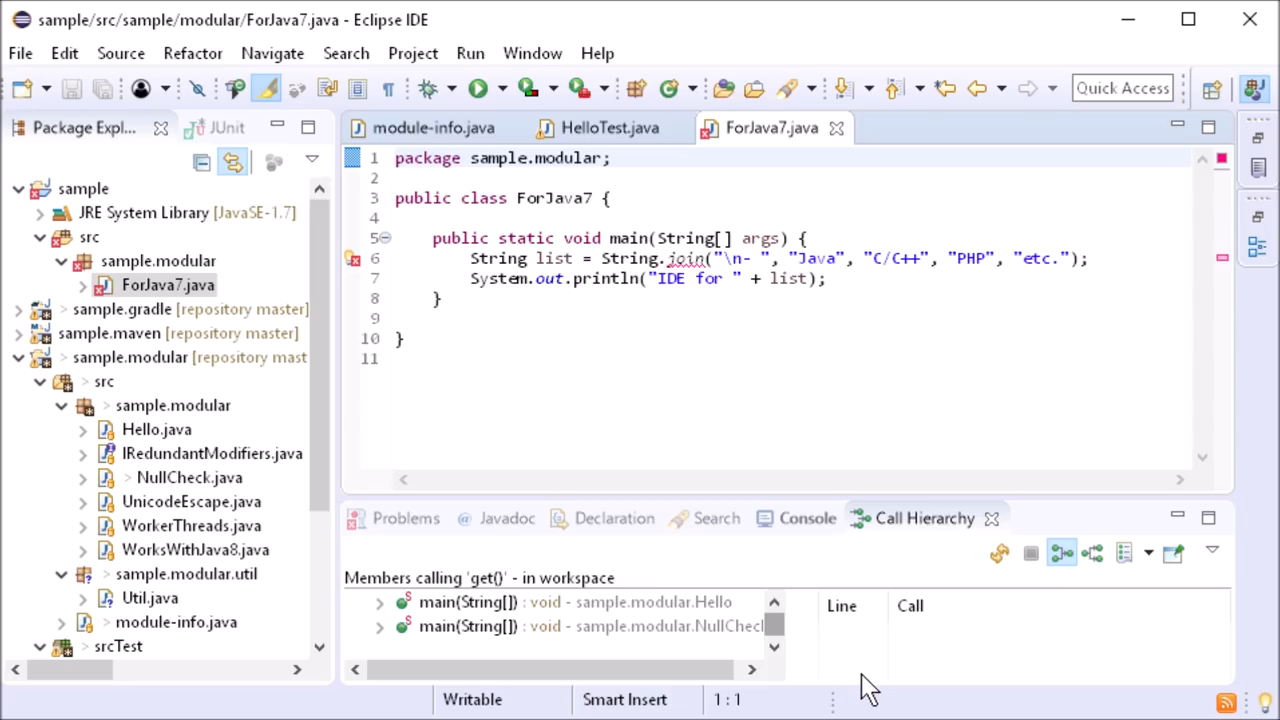 sample/src/sample/modular/ForJava7.java - Eclipse IDE
File Edit Source Refactor Navigate Search Project Run Window Help
Quick Access
Package Expl... JUnit
sample
JRE System Library [JavaSE-1.7]
src
sample.modular
ForJava7.java
> sample.gradle [repository master]
> sample.maven [repository master]
> sample.modular [repository mast
> src
> sample.modular
Hello.java
IRedundantModifiers.java
> NullCheck.java
UnicodeEscape.java
WorkerThreads.java
WorksWithJava8.java
> sample.modular.util
Util.java
> module-info.java
srcTest
module-info.java HelloTest.java ForJava7.java
1 package sample.modular;
2
3 public class ForJava7 {
4
5 public static void main(String[] args) {
6 String list = String.join("\n- ", "Java", "C/C++", "PHP", "etc.");
7 System.out.println("IDE for " + list);
8 }
9
10 }
11
Problems @ Javadoc Declaration Search Console Call Hierarchy
Members calling 'get()' - in workspace
main(String[]) : void - sample.modular.Hello
main(String[]) : void - sample.modular.NullCheck
Line Call
Writable Smart Insert 1 : 1